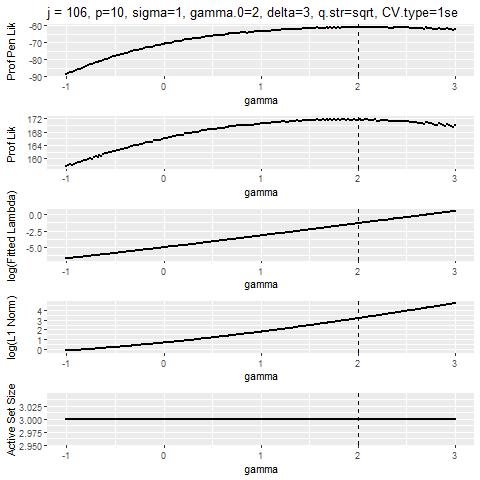 j = 106, p=10, sigma=1, gamma.0=2, delta=3, q.str=sqrt, CV.type=1se
Prof Pen Lik
-60
-70
-80
-90
-1 0 1 2 3
gamma
Prof Lik
172
168
164
160
-1 0 1 2 3
gamma
log(Fitted Lambda)
0.0
-2.5
-5.0
-1 0 1 2 3
gamma
log(L1 Norm)
4
3
2
1
0
-1 0 1 2 3
gamma
Active Set Size
3.025
3.000
2.975
2.950
-1 0 1 2 3
gamma